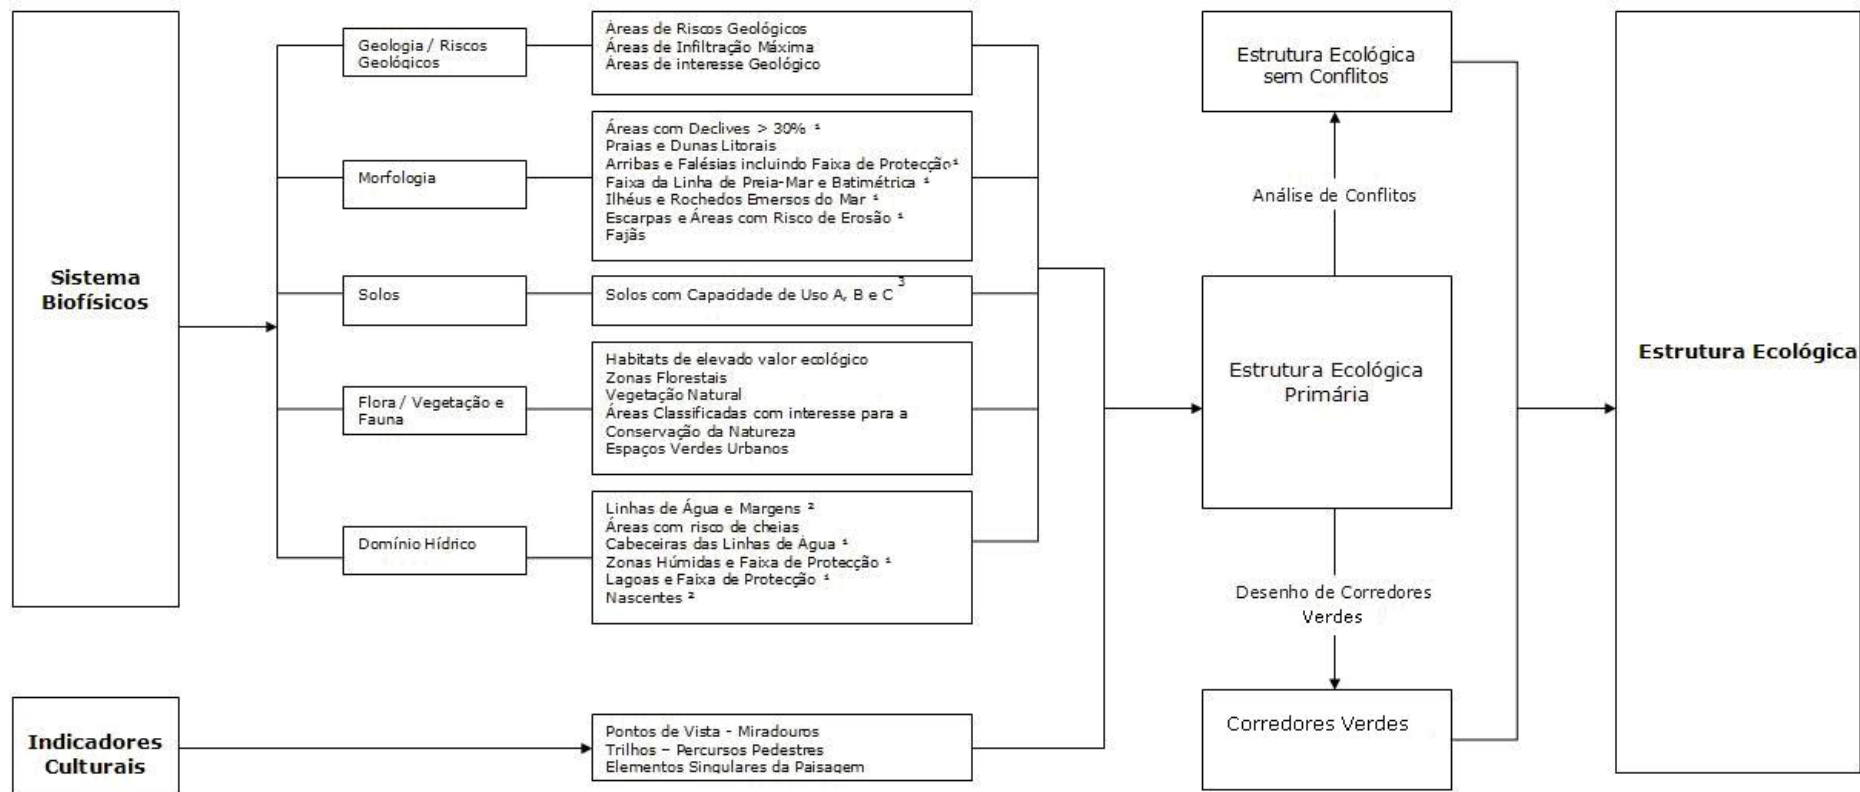 Sistema
Biofísicos
Geologia / Riscos
Geológicos
Áreas de Riscos Geológicos
Áreas de Infiltração Máxima
Áreas de interesse Geológico
Morfologia
Áreas com Declives > 30% ¹
Praias e Dunas Litorais
Arribas e Falésias incluindo Faixa de Protecção¹
Faixa da Linha de Preia-Mar e Batimétrica ¹
Ilhéus e Rochedos Emersos do Mar ¹
Escarpas e Áreas com Risco de Erosão ¹
Fajãs
Solos
Solos com Capacidade de Uso A, B e C ³
Flora / Vegetação e
Fauna
Habitats de elevado valor ecológico
Zonas Florestais
Vegetação Natural
Áreas Classificadas com interesse para a
Conservação da Natureza
Espaços Verdes Urbanos
Domínio Hídrico
Linhas de Água e Margens ²
Áreas com risco de cheias
Cabeceiras das Linhas de Água ¹
Zonas Húmidas e Faixa de Protecção ¹
Lagoas e Faixa de Protecção ¹
Nascentes ²
Indicadores
Culturais
Pontos de Vista - Miradouros
Trilhos – Percursos Pedestres
Elementos Singulares da Paisagem
Estrutura Ecológica
sem Conflitos
Análise de Conflitos
Estrutura Ecológica
Primária
Desenho de Corredores
Verdes
Corredores Verdes
Estrutura Ecológica